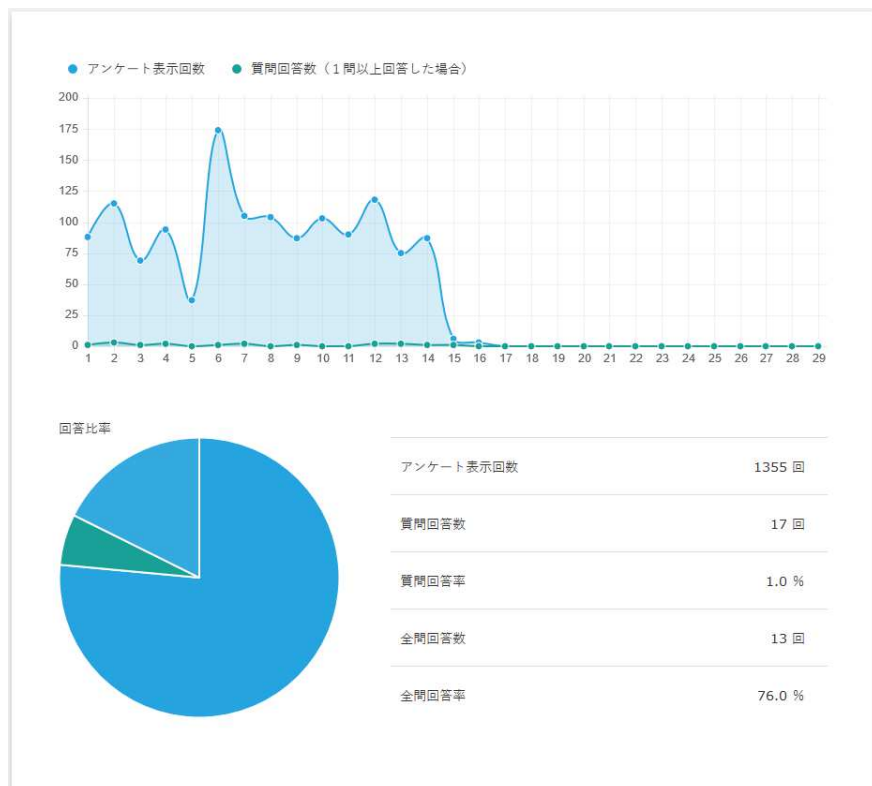 アンケート表示回数 質問回答数（１問以上回答した場合）
200
175
150
125
100
75
50
25
0
1 2 3 4 5 6 7 8 9 10 11 12 13 14 15 16 17 18 19 20 21 22 23 24 25 26 27 28 29
回答比率
アンケート表示回数 1355 回
質問回答数 17 回
質問回答率 1.0 %
全問回答数 13 回
全問回答率 76.0 %